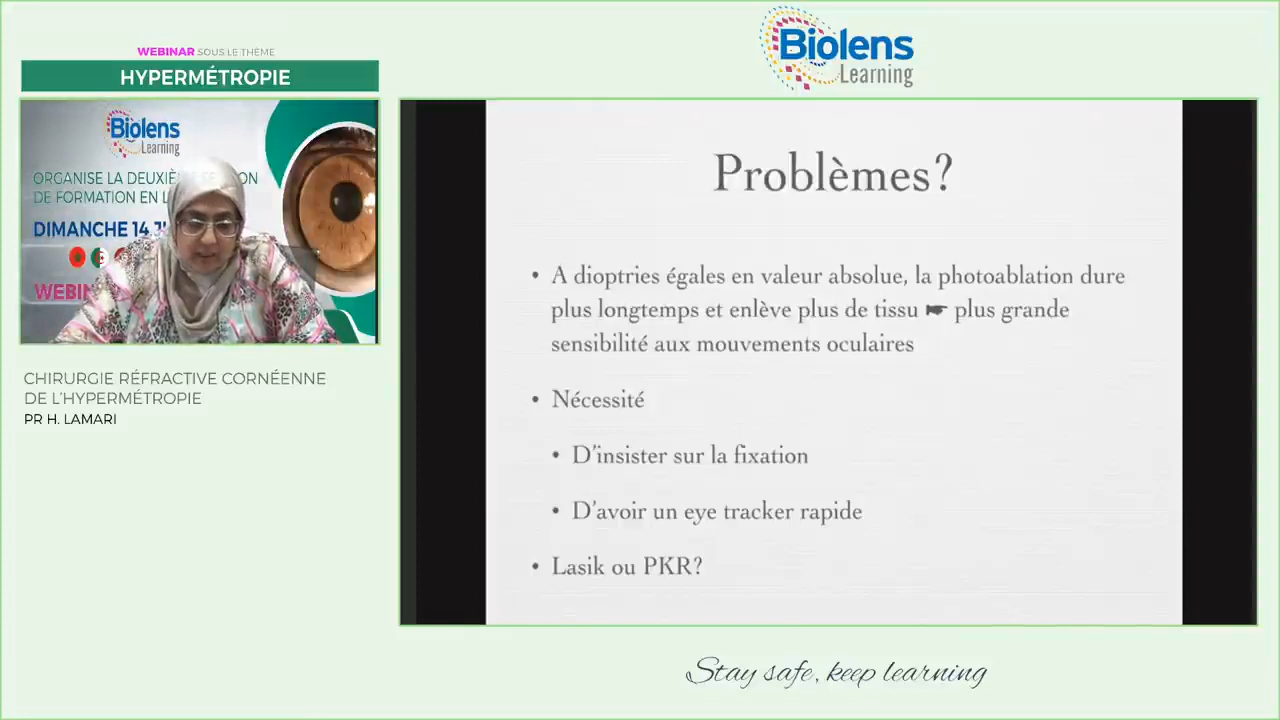 WEBINAR SOUS LE THÈME
HYPERMÉTROPIE
Biolens
Learning
ORGANISE LA DEUXIÈ
DE FORMATION EN L
DIMANCHE 14
WEBIN
CHIRURGIE RÉFRACTIVE CORNÉENNE
DE L'HYPERMÉTROPIE
PR H. LAMARI
Biolens
Learning
Problèmes?
• A dioptries égales en valeur absolue, la photoablation dure
plus longtemps et enlève plus de tissu ☛ plus grande
sensibilité aux mouvements oculaires
• Nécessité
• D'insister sur la fixation
• D'avoir un eye tracker rapide
• Lasik ou PKR?
Stay safe, keep learning